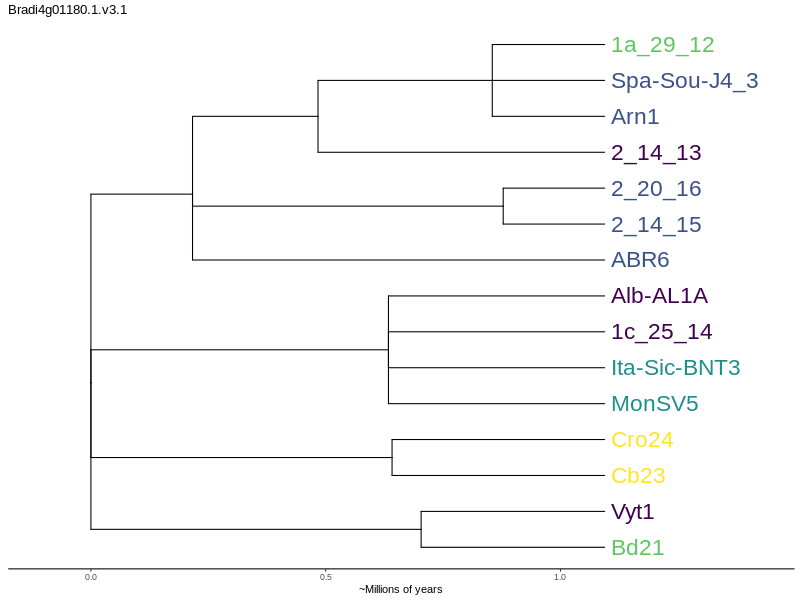 Bradi4g01180.1.v3.1
1a_29_12
Spa-Sou-J4_3
Arn1
2_14_13
2_20_16
2_14_15
ABR6
Alb-AL1A
1c_25_14
Ita-Sic-BNT3
MonSV5
Cro24
Cb23
Vyt1
Bd21
0.0 0.5 1.0
~Millions of years